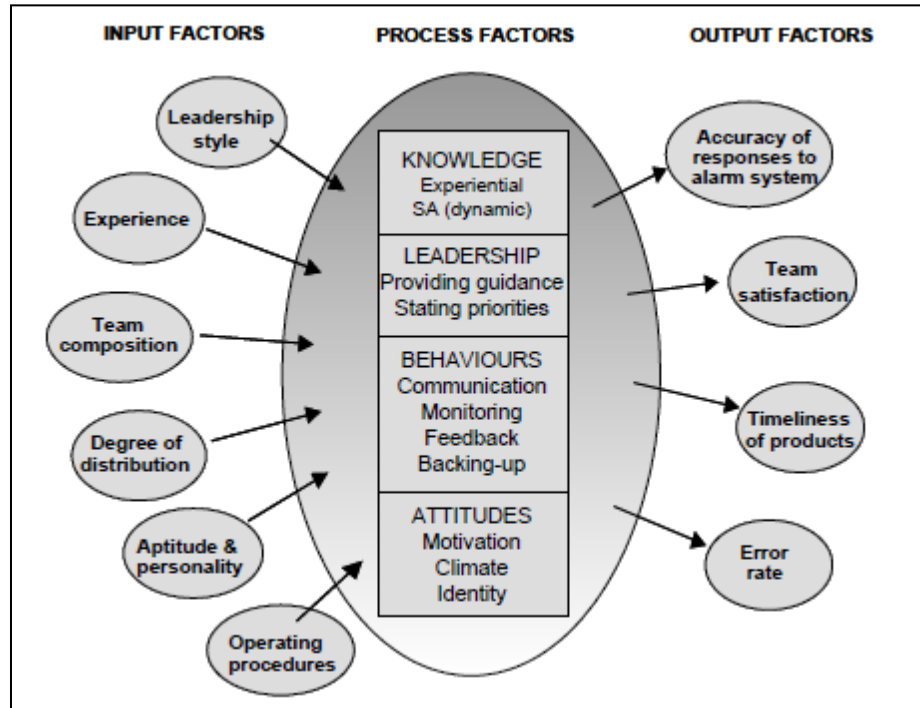 INPUT FACTORS
PROCESS FACTORS
OUTPUT FACTORS
Leadership
style
Experience
Team
composition
Degree of
distribution
Aptitude &
personality
Operating
procedures
KNOWLEDGE
Experiential
SA (dynamic)
LEADERSHIP
Providing guidance
Stating priorities
BEHAVIOURS
Communication
Monitoring
Feedback
Backing-up
ATTITUDES
Motivation
Climate
Identity
Accuracy of
responses to
alarm system
Team
satisfaction
Timeliness
of products
Error
rate